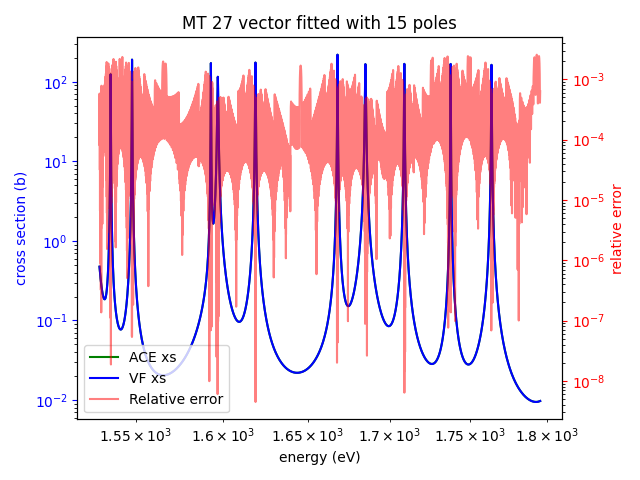 MT 27 vector fitted with 15 poles
cross section (b)
10²
10¹
10⁰
10⁻¹
10⁻²
10⁻³
10⁻⁴
10⁻⁵
10⁻⁶
10⁻⁷
10⁻⁸
relative error
ACE xs
VF xs
Relative error
1.55 × 10³ 1.6 × 10³ 1.65 × 10³ 1.7 × 10³ 1.75 × 10³ 1.8 × 10³
energy (eV)